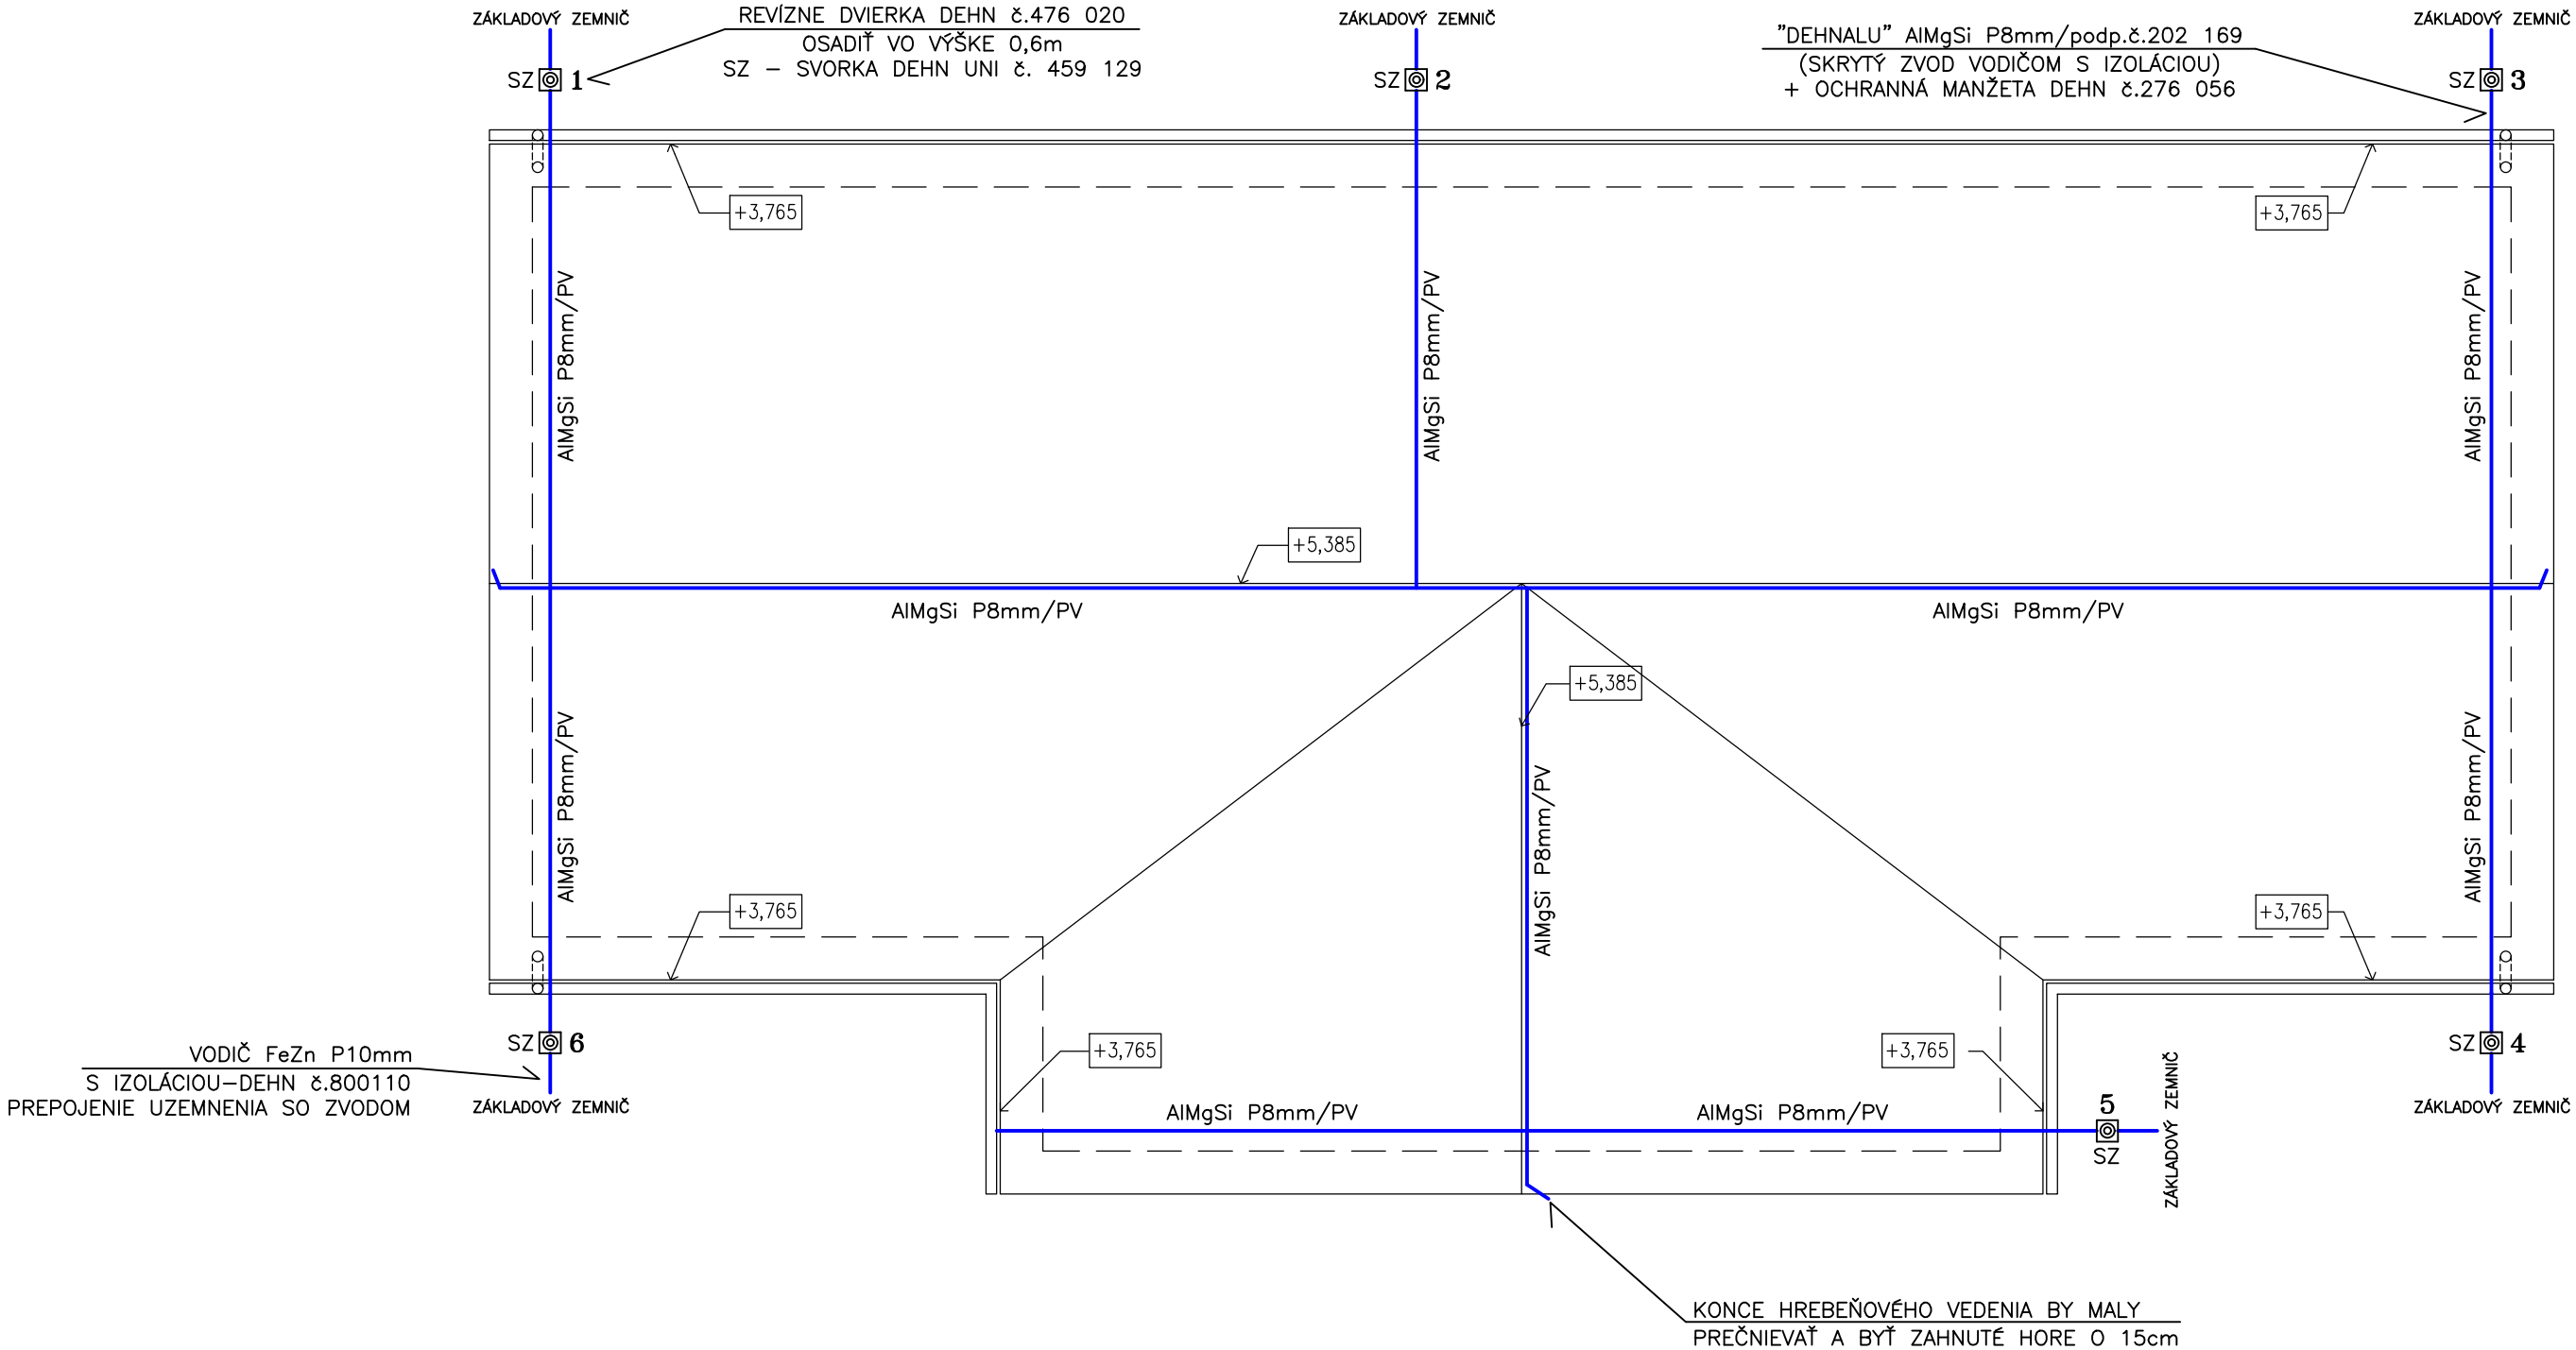 ZÁKLADOVÝ ZEMNIČ
REVÍZNE DVIERKA DEHN č.476 020
OSADIŤ VO VÝŠKE 0,6m
SZ - SVORKA DEHN UNI č. 459 129
SZ 1
ZÁKLADOVÝ ZEMNIČ
SZ 2
"DEHNALU" AlMgSi P8mm/podp.č.202 169
(SKRYTÝ ZVOD VODIČOM S IZOLÁCIOU)
+ OCHRANNÁ MANŽETA DEHN č.276 056
ZÁKLADOVÝ ZEMNIČ
SZ 3
+3,765
+3,765
AlMgSi P8mm/PV
AlMgSi P8mm/PV
AlMgSi P8mm/PV
+5,385
AlMgSi P8mm/PV
AlMgSi P8mm/PV
+5,385
AlMgSi P8mm/PV
AlMgSi P8mm/PV
AlMgSi P8mm/PV
+3,765
+3,765
+3,765
+3,765
SZ 6
VODIČ FeZn P10mm
S IZOLÁCIOU-DEHN č.800110
PREPOJENIE UZEMNENIA SO ZVODOM
ZÁKLADOVÝ ZEMNIČ
AlMgSi P8mm/PV
AlMgSi P8mm/PV
5
SZ
ZÁKLADOVÝ ZEMNIČ
SZ 4
ZÁKLADOVÝ ZEMNIČ
KONCE HREBEŇOVÉHO VEDENIA BY MALY
PREČNIEVAŤ A BYŤ ZAHNUTÉ HORE O 15cm